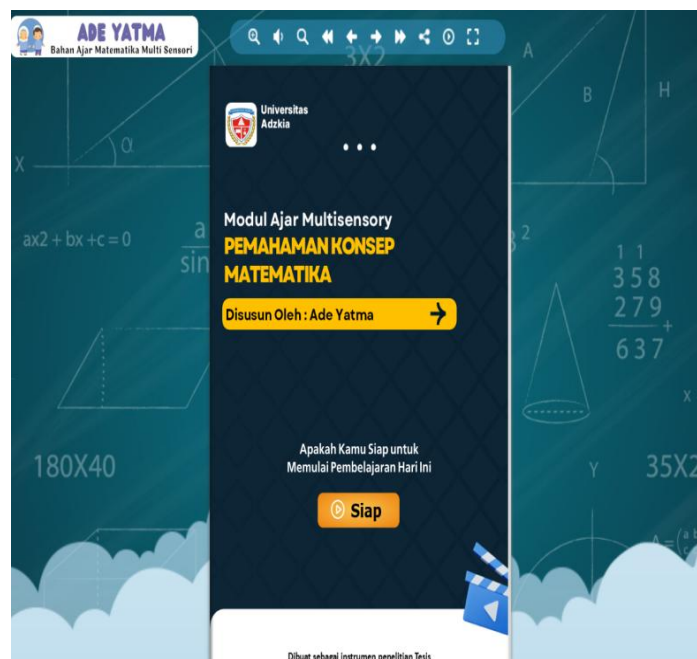 ADE YATMA
Bahan Ajar Matematika Multi Sensori
3X2
A
B
H
Universitas
Adzkia
α
X
ax2 + bx +c = 0
a
sin
2
Modul Ajar Multisensory
PEMAHAMAN KONSEP
MATEMATIKA
Disusun Oleh : Ade Yatma
1 1
358
279
+
637
X
180X40
Y
35X2
Apakah Kamu Siap untuk
Memulai Pembelajaran Hari Ini
Siap
Dibuat sebagai instrumen penelitian Tesis